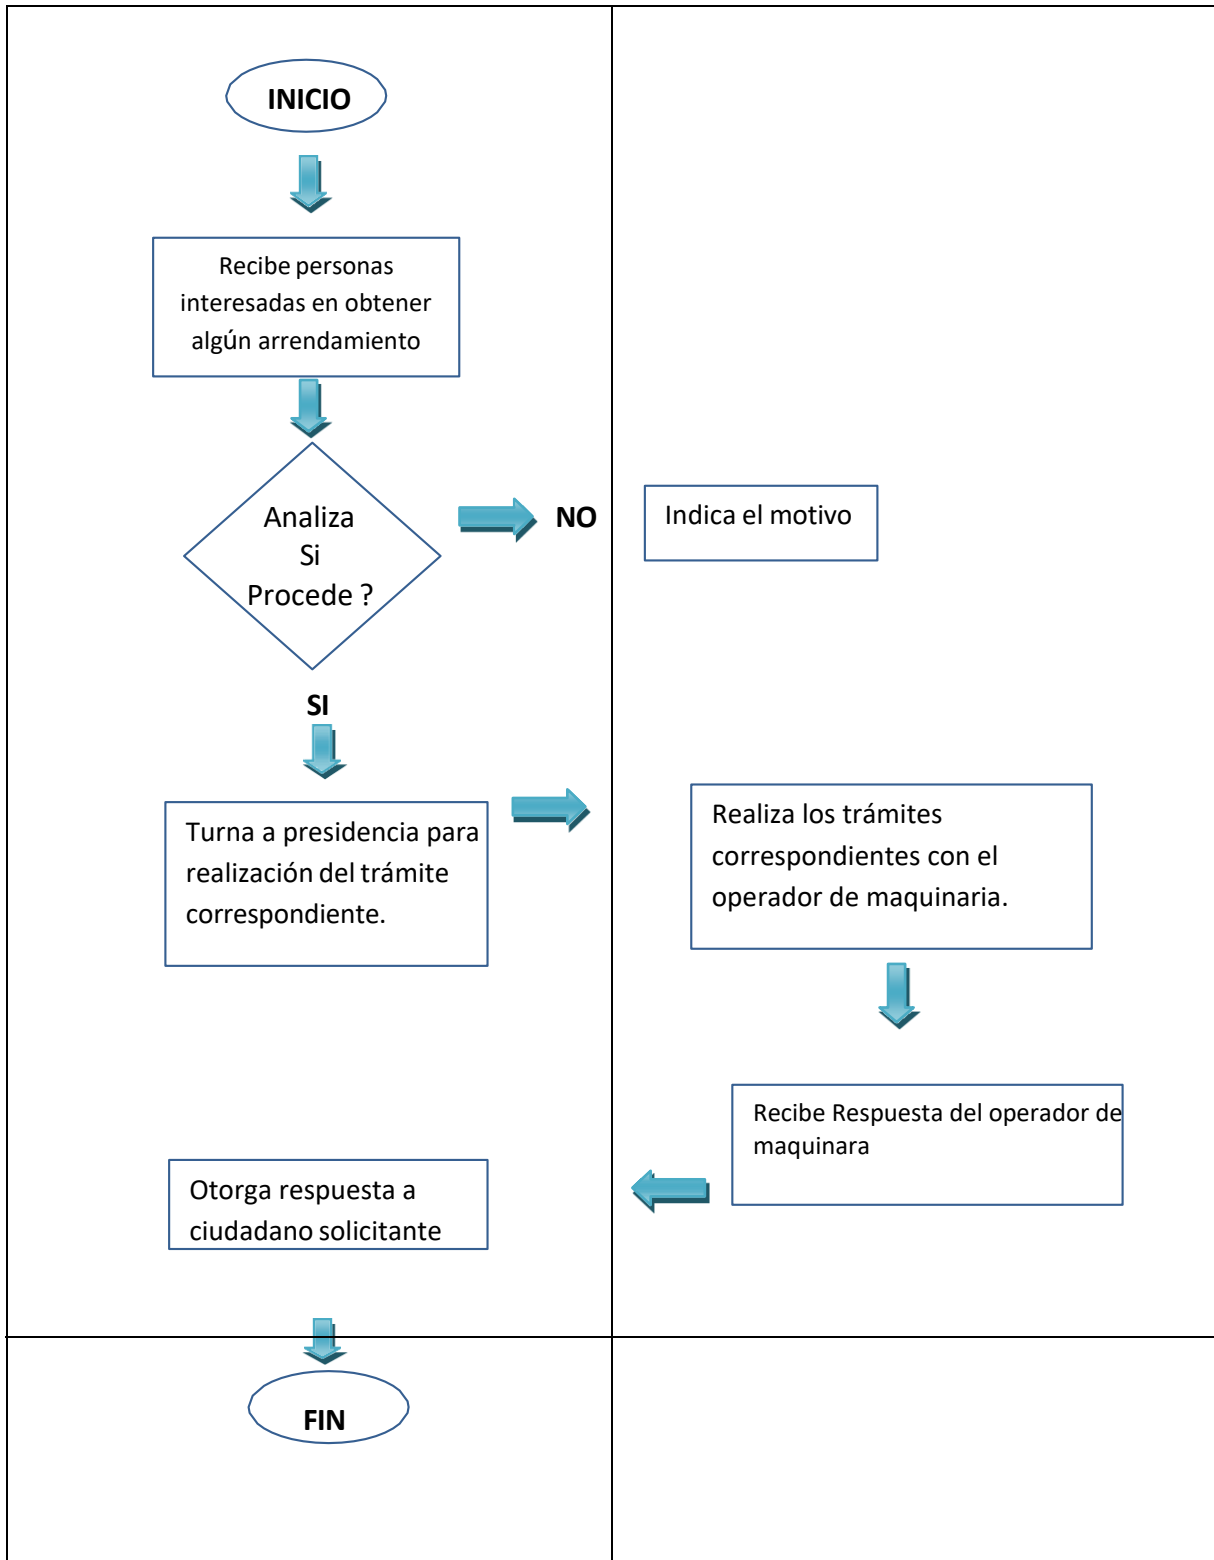 INICIO
Recibe personas
interesadas en obtener
algún arrendamiento
Analiza
Si
Procede ?
NO
Indica el motivo
SI
Turna a presidencia para
realización del trámite
correspondiente.
Realiza los trámites
correspondientes con el
operador de maquinaria.
Recibe Respuesta del operador de
maquinara
Otorga respuesta a
ciudadano solicitante
FIN